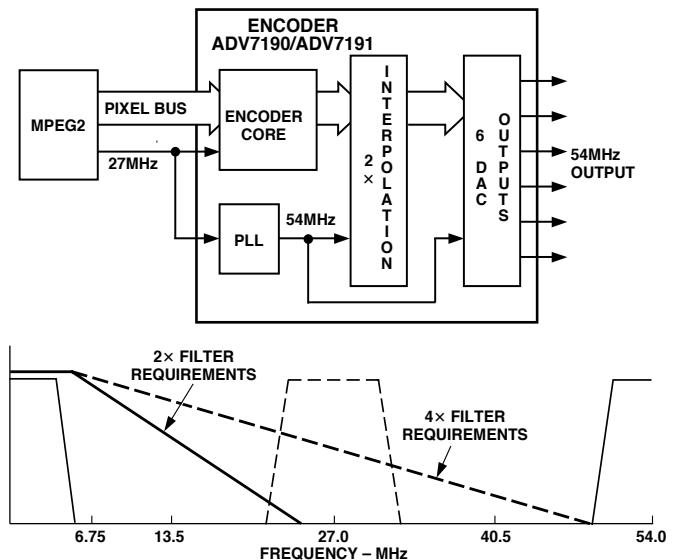 ENCODER
ADV7190/ADV7191
MPEG2
PIXEL BUS
27MHz
ENCODER
CORE
PLL
54MHz
2×
INTERPOLATION
6 DAC
OUTPUTS
54MHz
OUTPUT
2× FILTER
REQUIREMENTS
4× FILTER
REQUIREMENTS
6.75 13.5 27.0 40.5 54.0
FREQUENCY – MHz